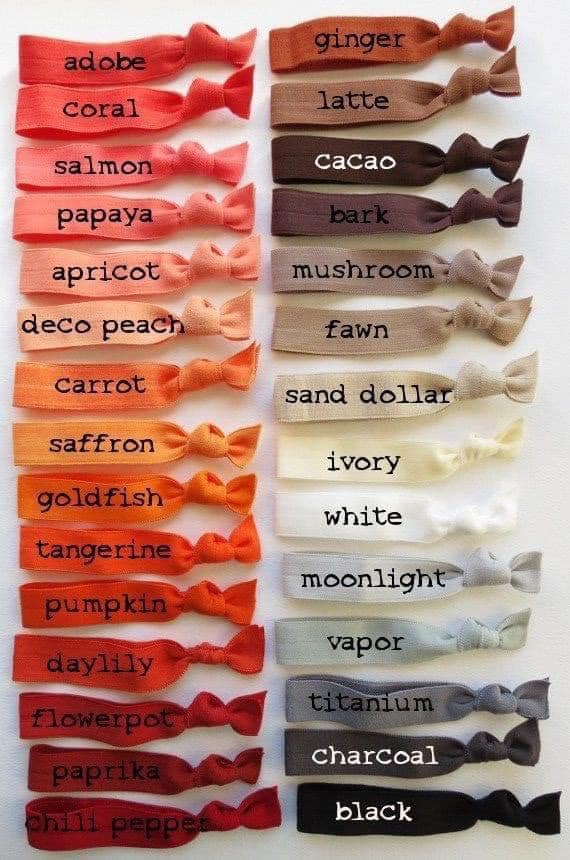 adobe
coral
salmon
papaya
apricot
deco peach
carrot
saffron
goldfish
tangerine
pumpkin
daylily
flowerpot
paprika
chili pepper
ginger
latte
cacao
bark
mushroom
fawn
sand dollar
ivory
white
moonlight
vapor
titanium
charcoal
black